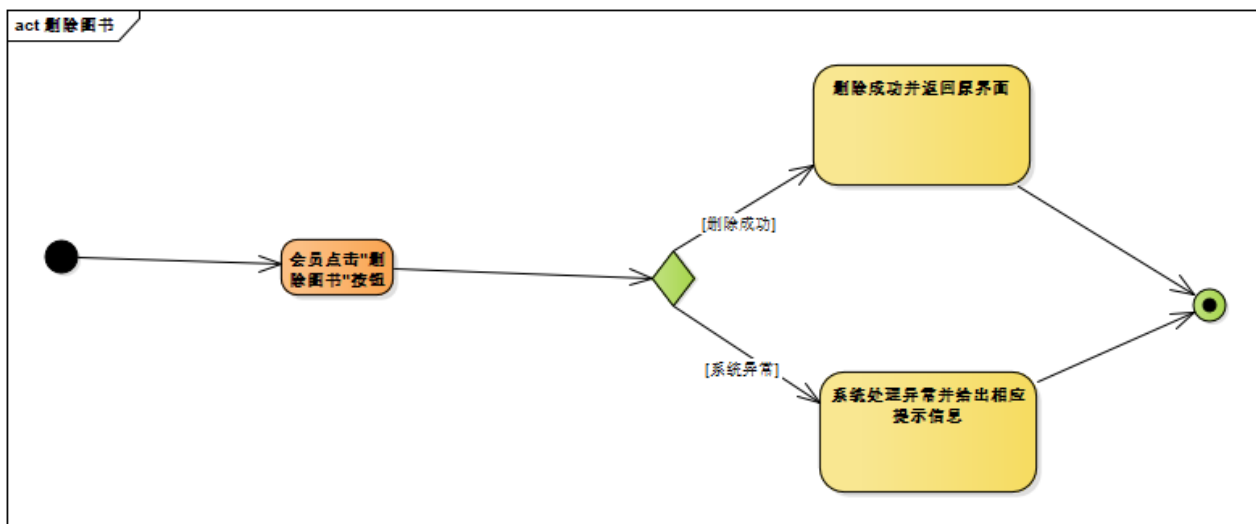 act 删除图书
删除成功并返回原界面
[删除成功]
会员点击"删
除图书"按钮
[系统异常]
系统处理异常并给出相应
提示信息